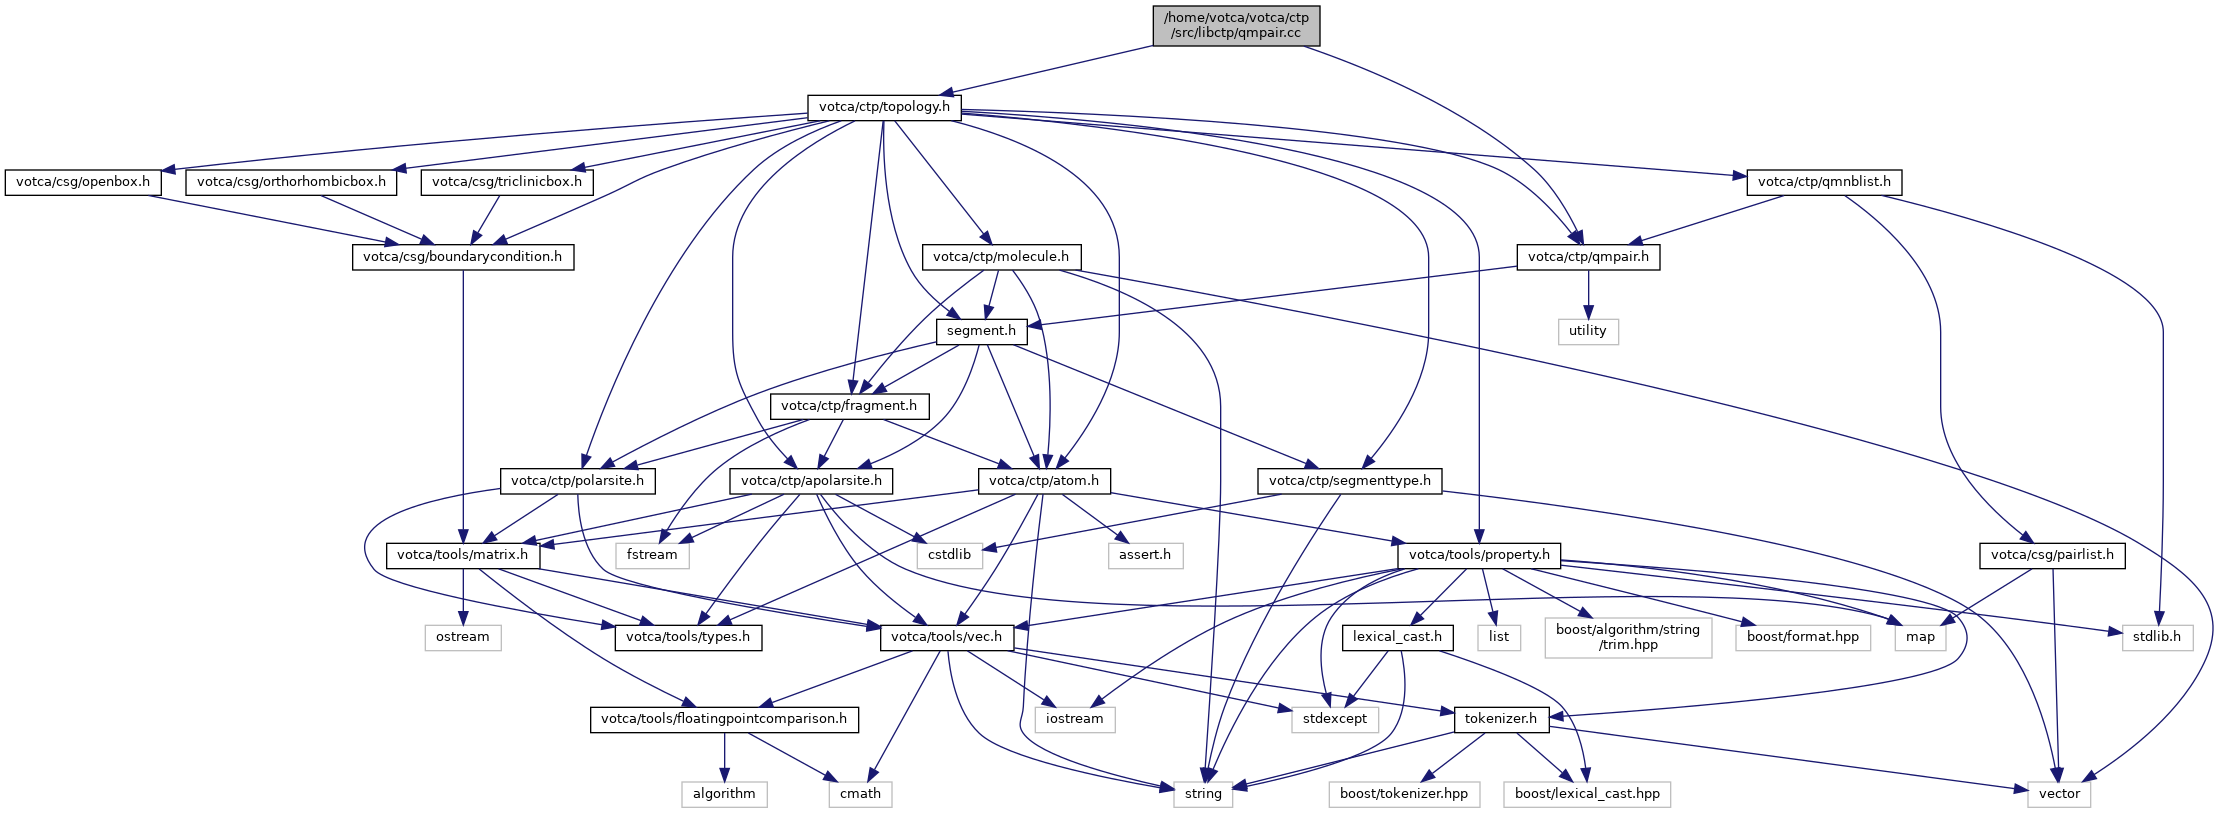 /home/votca/votca/ctp
/src/libctp/qmpair.cc
votca/ctp/topology.h
votca/csg/openbox.h
votca/csg/orthorhombicbox.h
votca/csg/triclinicbox.h
votca/ctp/qmnblist.h
votca/csg/boundarycondition.h
votca/ctp/molecule.h
votca/ctp/qmpair.h
segment.h
utility
votca/ctp/fragment.h
votca/ctp/polarsite.h
votca/ctp/apolarsite.h
votca/ctp/atom.h
votca/ctp/segmenttype.h
votca/tools/matrix.h
fstream
cstdlib
assert.h
votca/tools/property.h
votca/csg/pairlist.h
ostream
votca/tools/types.h
votca/tools/vec.h
lexical_cast.h
list
boost/algorithm/string
/trim.hpp
boost/format.hpp
map
stdlib.h
votca/tools/floatingpointcomparison.h
iostream
stdexcept
tokenizer.h
algorithm
cmath
string
boost/tokenizer.hpp
boost/lexical_cast.hpp
vector